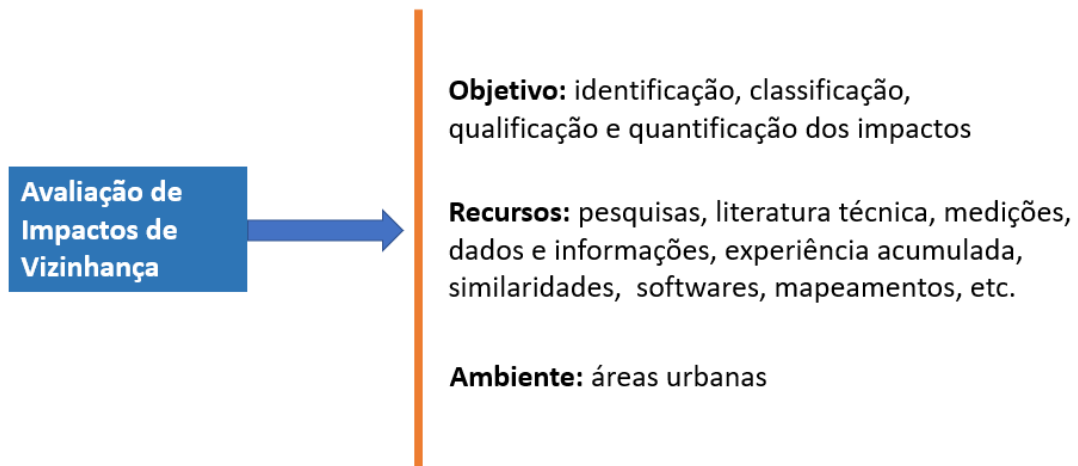 Avaliação de
Impactos de
Vizinhança
Objetivo: identificação, classificação,
qualificação e quantificação dos impactos
Recursos: pesquisas, literatura técnica, medições,
dados e informações, experiência acumulada,
similaridades,  softwares, mapeamentos, etc.
Ambiente: áreas urbanas